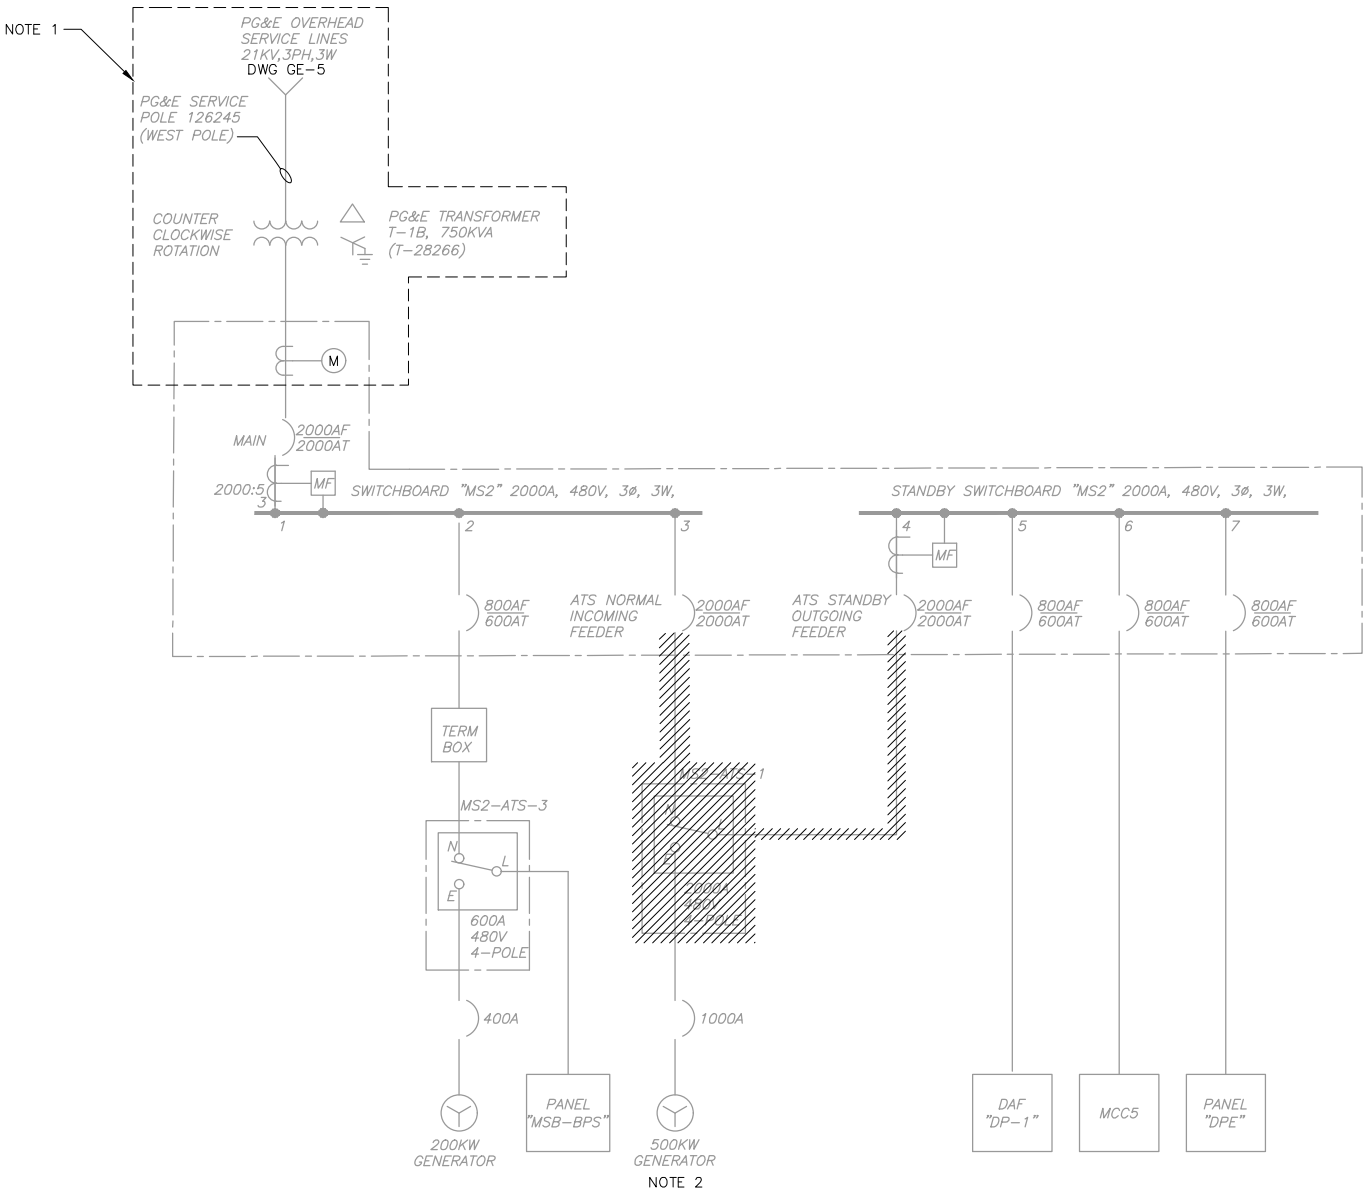 NOTE 1
PG&E OVERHEAD
SERVICE LINES
21KV,3PH,3W
DWG GE-5
PG&E SERVICE
POLE 126245
(WEST POLE)
COUNTER
CLOCKWISE
ROTATION
PG&E TRANSFORMER
T-1B, 750KVA
(T-28266)
M
MAIN
2000AF
2000AT
2000:5
3
MF
SWITCHBOARD "MS2" 2000A, 480V, 3ø, 3W,
STANDBY SWITCHBOARD "MS2" 2000A, 480V, 3ø, 3W,
1
2
3
4
5
6
7
MF
800AF
600AT
ATS NORMAL
INCOMING
FEEDER
2000AF
2000AT
ATS STANDBY
OUTGOING
FEEDER
2000AF
2000AT
800AF
600AT
800AF
600AT
800AF
600AT
TERM
BOX
MS2-ATS-3
N
L
E
600A
480V
4-POLE
MS2-ATS-1
N
L
E
2000A
480V
4-POLE
400A
1000A
200KW
GENERATOR
PANEL
"MSB-BPS"
500KW
GENERATOR
NOTE 2
DAF
"DP-1"
MCC5
PANEL
"DPE"